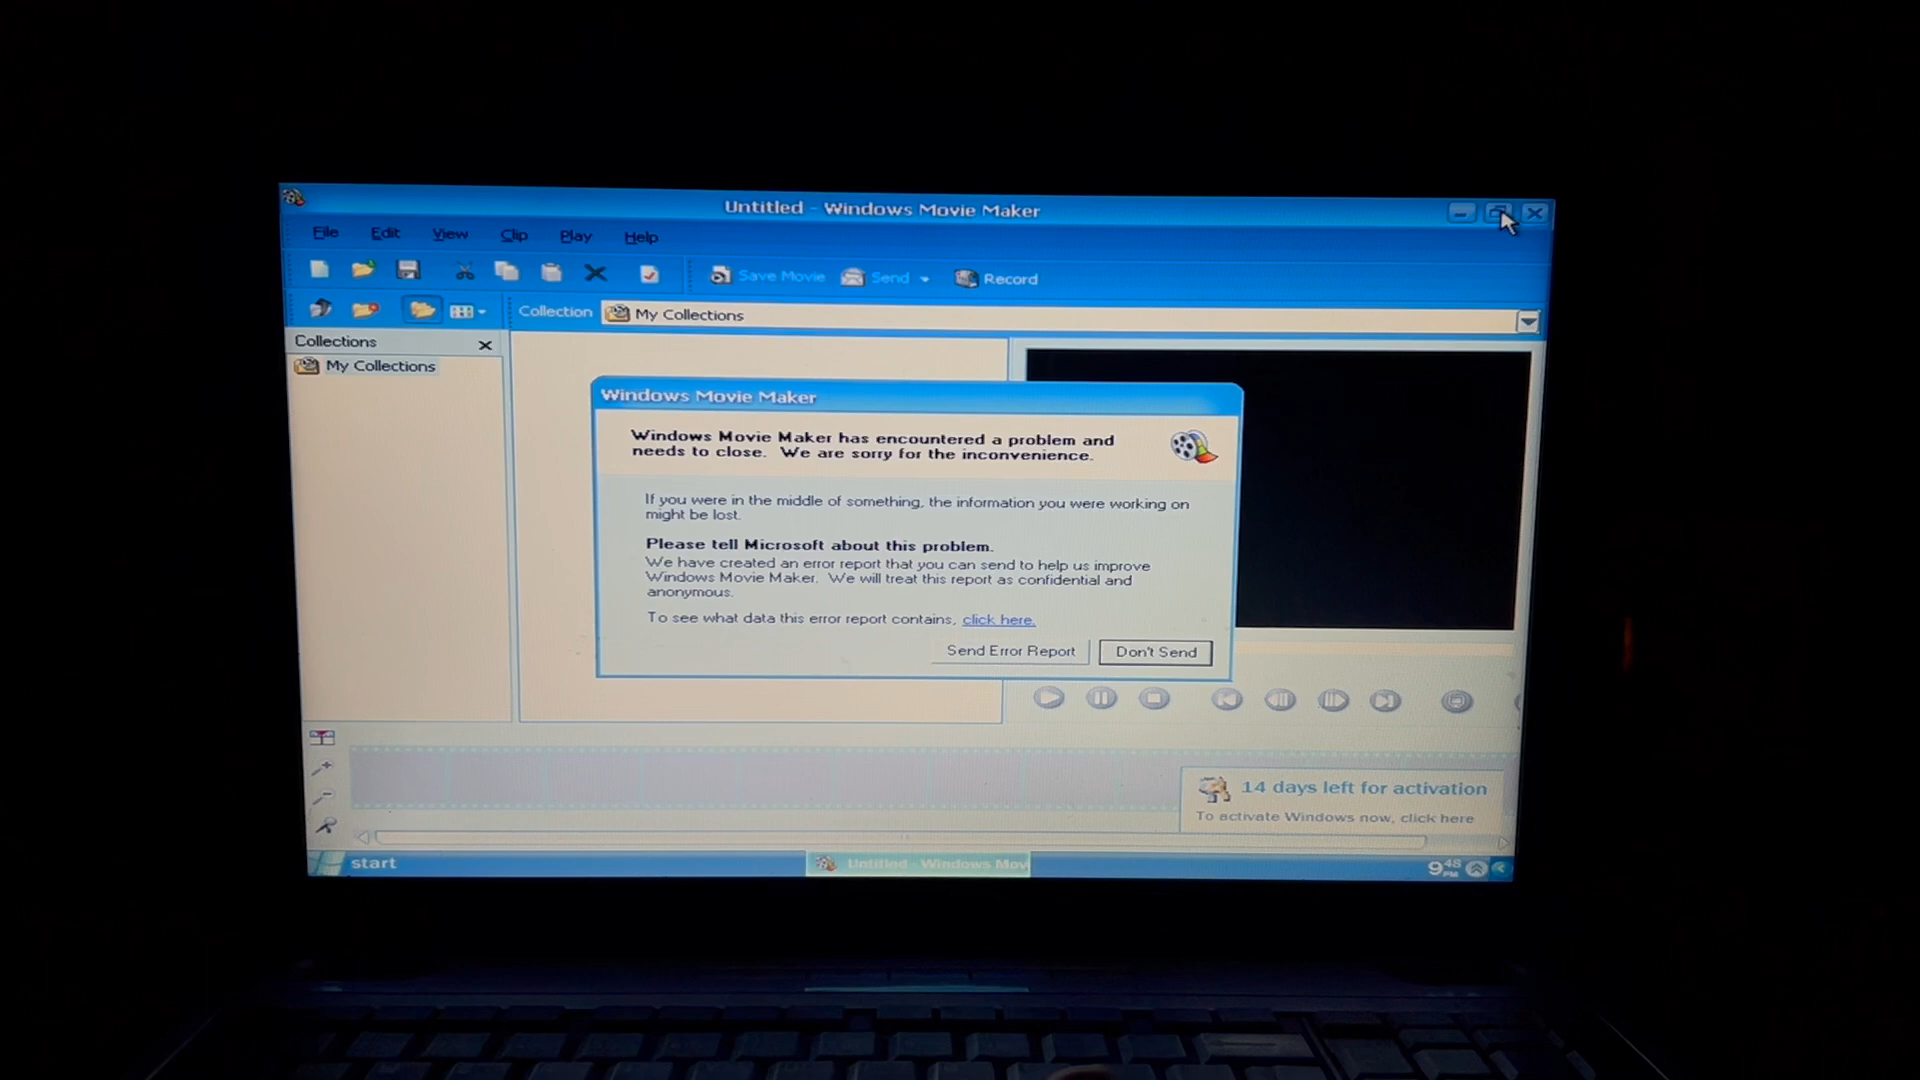 Untitled - Windows Movie Maker
File Edit View Clip Play Help
Save Movie Send Record
Collection My Collections
Collections
My Collections
Windows Movie Maker
Windows Movie Maker has encountered a problem and
needs to close. We are sorry for the inconvenience.
If you were in the middle of something, the information you were working on
might be lost.
Please tell Microsoft about this problem.
We have created an error report that you can send to help us improve
Windows Movie Maker. We will treat this report as confidential and
anonymous.
To see what data this error report contains, click here.
Send Error Report Don't Send
14 days left for activation
To activate Windows now, click here
start Untitled - Windows Mov 9 48 PM